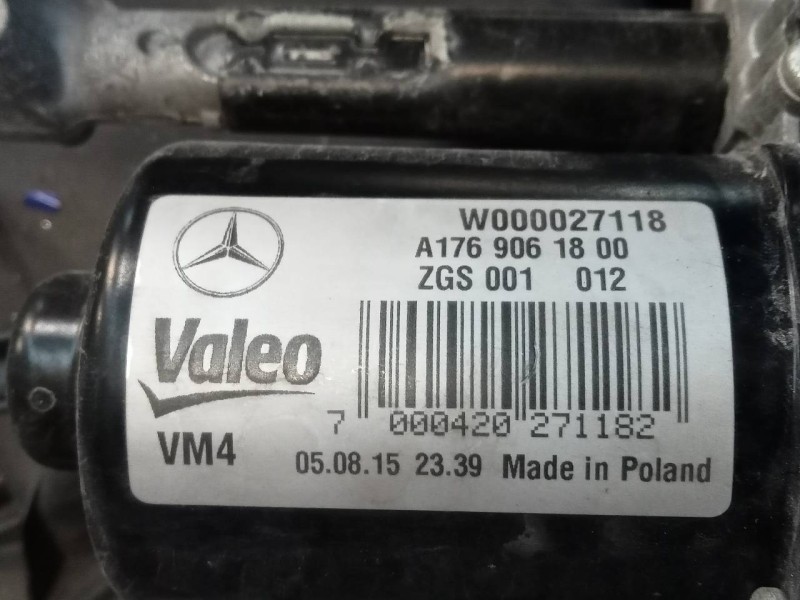 W000027118
A176 906 18 00
ZGS 001 012
Valeo
7 000420 271182
VM4
05.08.15 23.39 Made in Poland